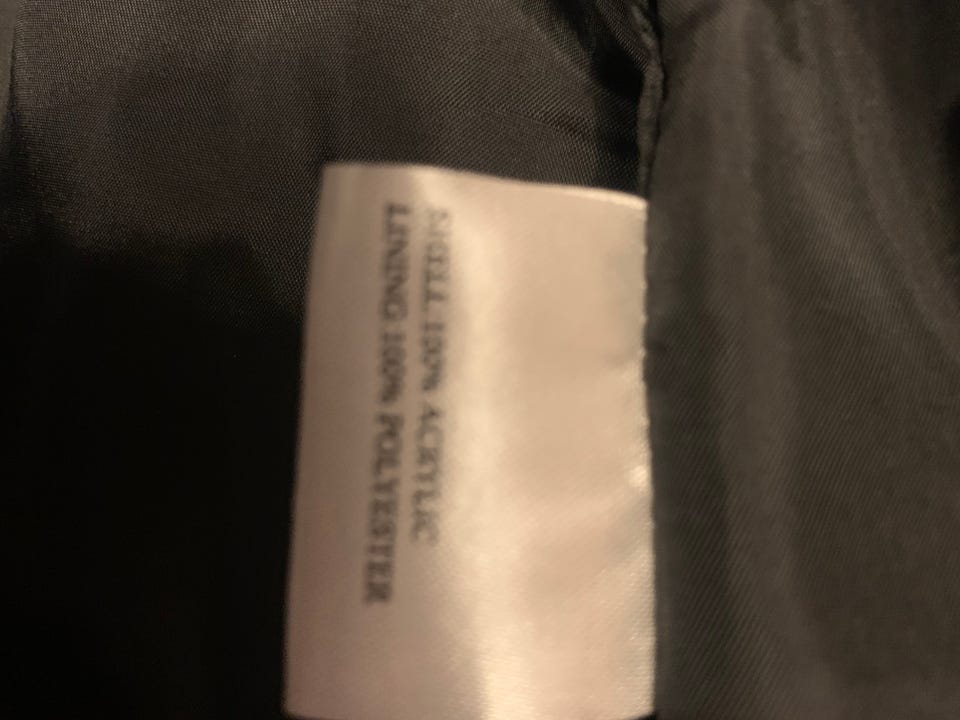 SHELL 100% ACRYLIC
LINING 100% POLYESTER